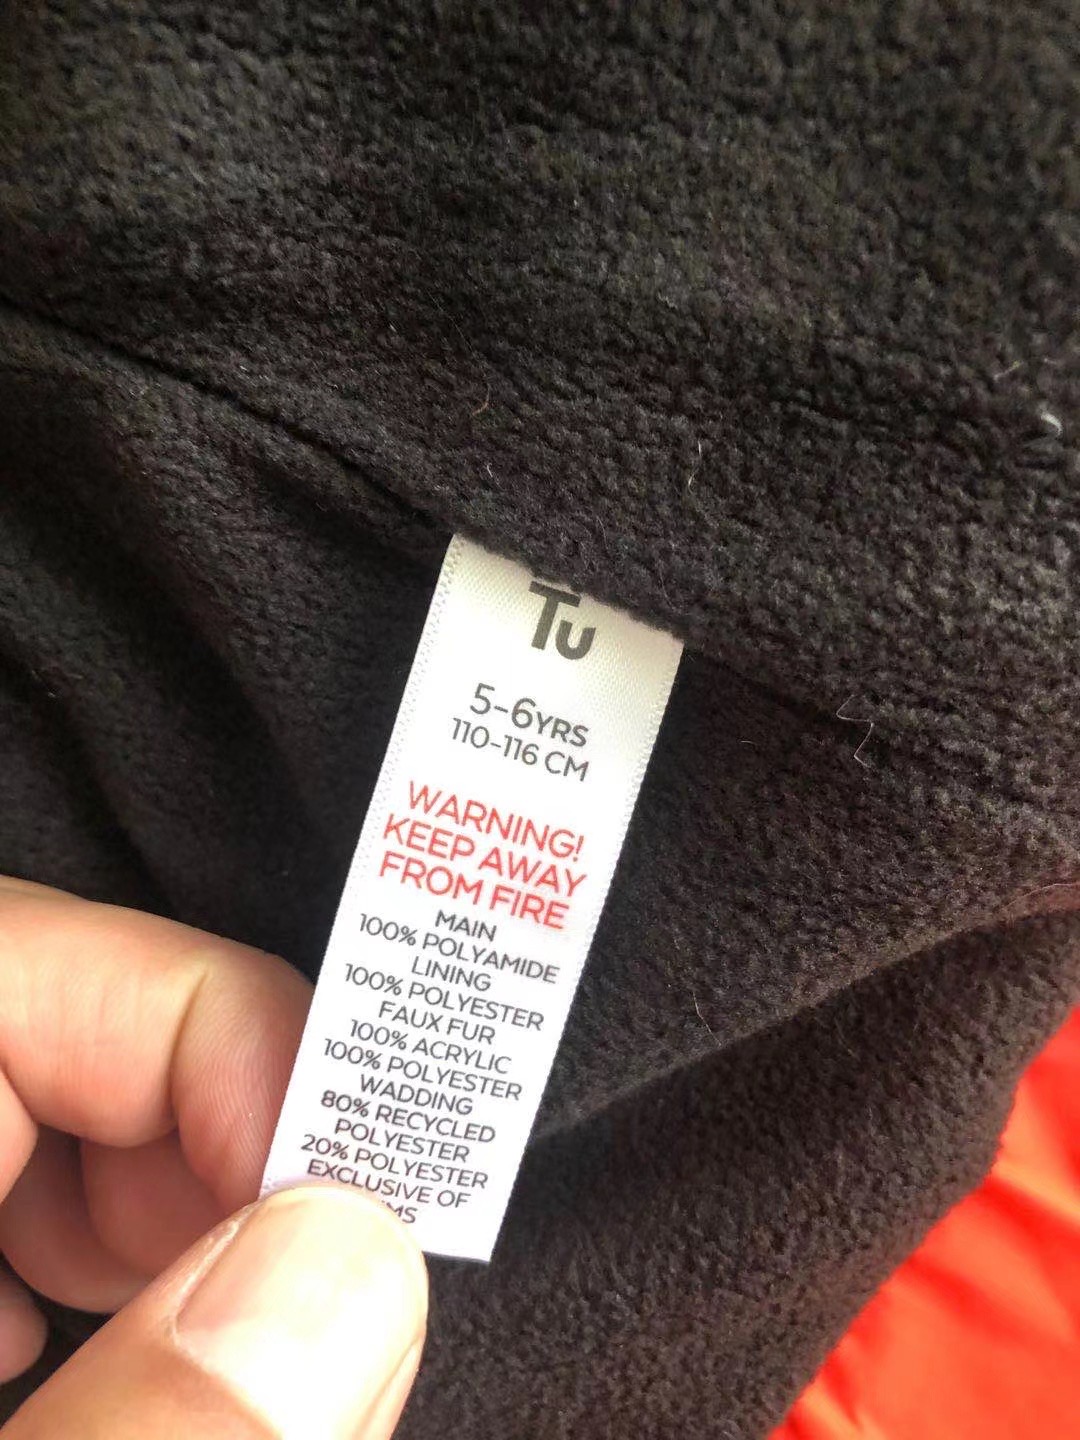 Tu
5-6YRS
110-116 CM
WARNING!
KEEP AWAY
FROM FIRE
MAIN
100% POLYAMIDE
LINING
100% POLYESTER
FAUX FUR
100% ACRYLIC
100% POLYESTER
WADDING
80% RECYCLED
POLYESTER
20% POLYESTER
EXCLUSIVE OF